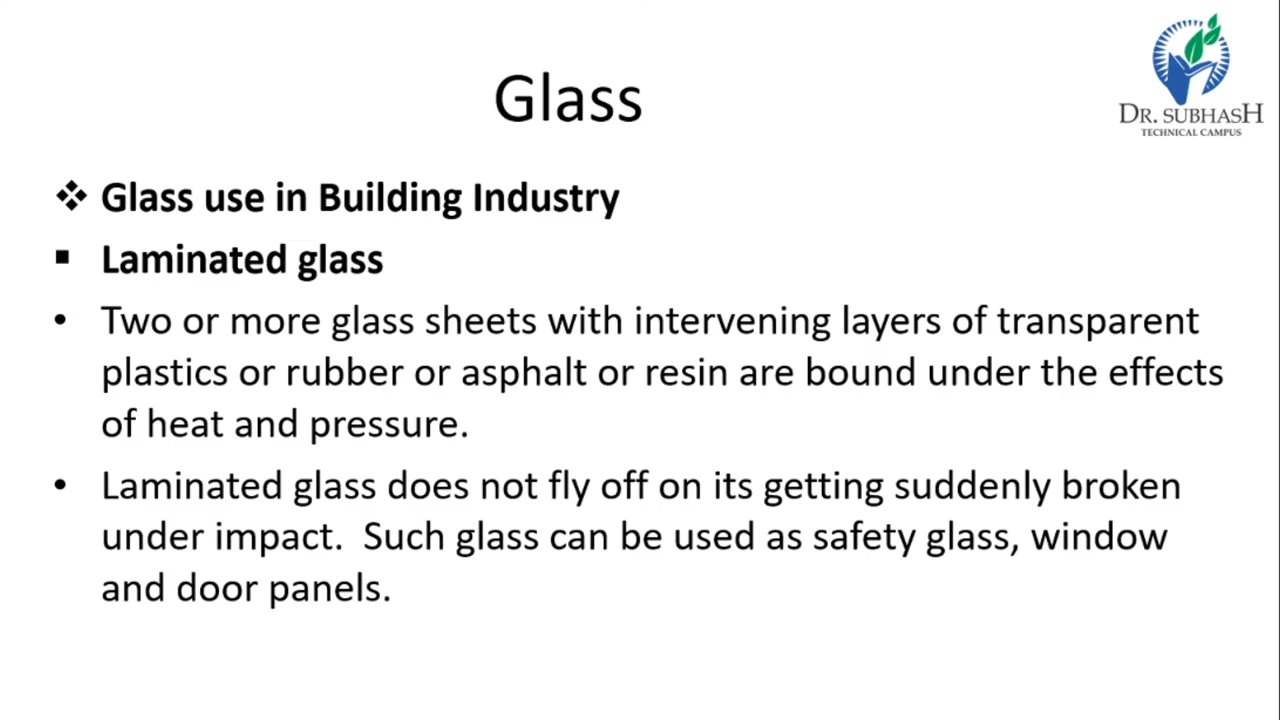 DR. SUBHASH
TECHNICAL CAMPUS
Glass
❖ Glass use in Building Industry
▪ Laminated glass
• Two or more glass sheets with intervening layers of transparent
plastics or rubber or asphalt or resin are bound under the effects
of heat and pressure.
• Laminated glass does not fly off on its getting suddenly broken
under impact.  Such glass can be used as safety glass, window
and door panels.